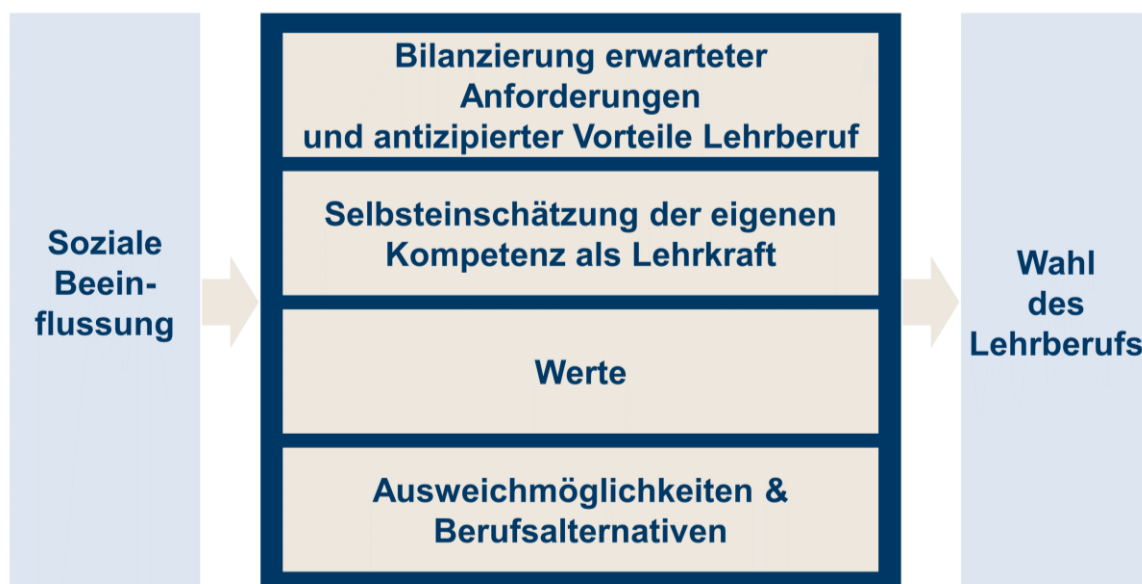 Soziale
Beein-
flussung
Bilanzierung erwarteter
Anforderungen
und antizipierter Vorteile Lehrberuf
Selbsteinschätzung der eigenen
Kompetenz als Lehrkraft
Werte
Ausweichmöglichkeiten &
Berufsalternativen
Wahl
des
Lehrberufs